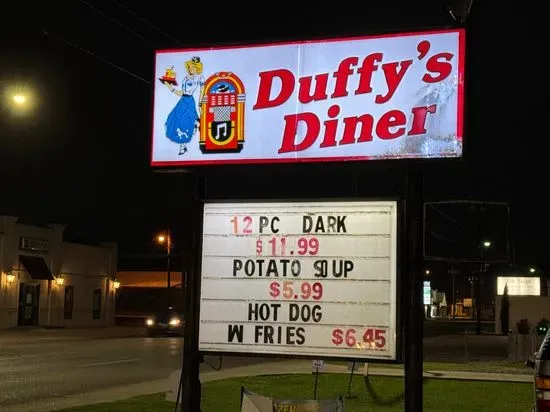 Duffy's
Diner
12 PC DARK
$11.99
POTATO SOUP
$5.99
HOT DOG
W FRIES $6.45